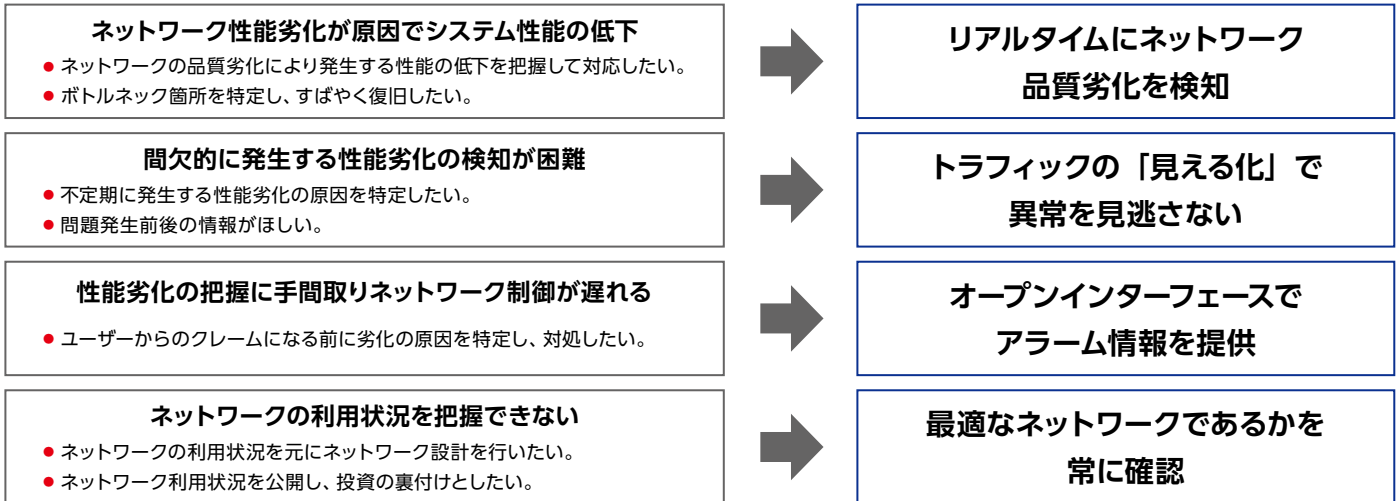 ネットワーク性能劣化が原因でシステム性能の低下
● ネットワークの品質劣化により発生する性能の低下を把握して対応したい。
● ボトルネック箇所を特定し、すばやく復旧したい。
リアルタイムにネットワーク
品質劣化を検知
間欠的に発生する性能劣化の検知が困難
● 不定期に発生する性能劣化の原因を特定したい。
● 問題発生前後の情報がほしい。
トラフィックの「見える化」で
異常を見逃さない
性能劣化の把握に手間取りネットワーク制御が遅れる
● ユーザーからのクレームになる前に劣化の原因を特定し、対処したい。
オープンインターフェースで
アラーム情報を提供
ネットワークの利用状況を把握できない
● ネットワークの利用状況を元にネットワーク設計を行いたい。
● ネットワーク利用状況を公開し、投資の裏付けとしたい。
最適なネットワークであるかを
常に確認